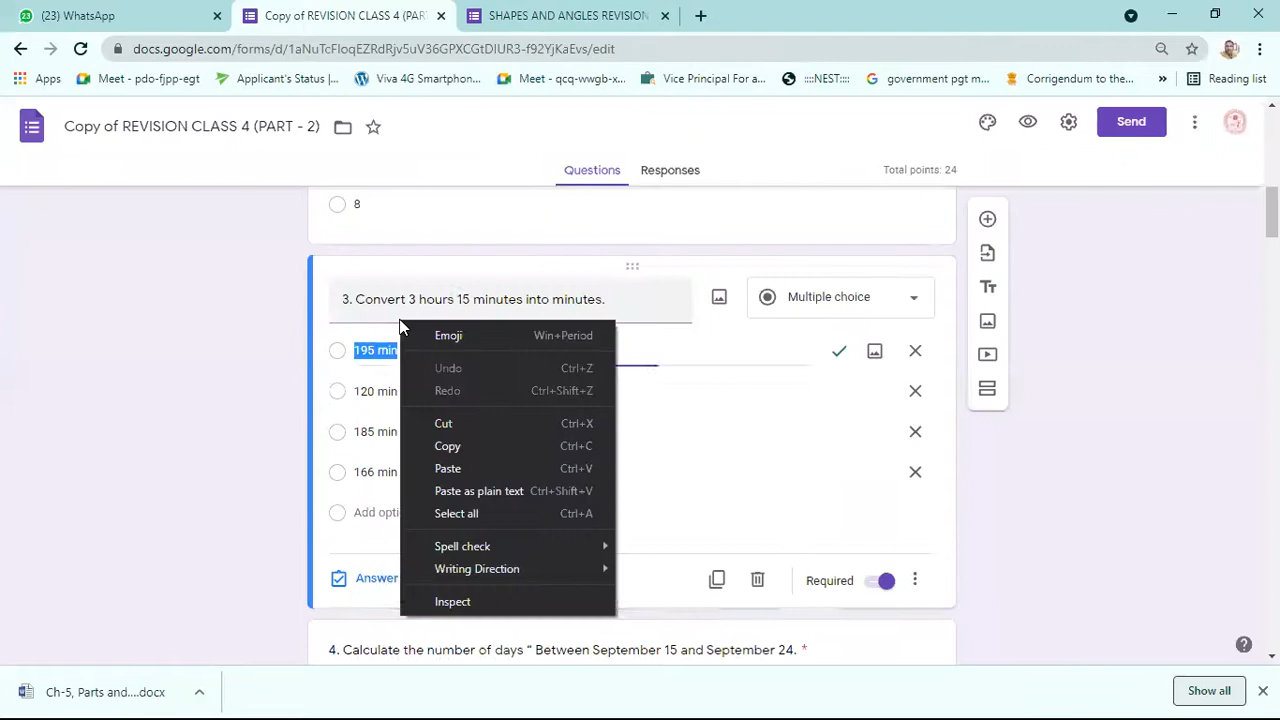 (23) WhatsApp
Copy of REVISION CLASS 4 (PART
SHAPES AND ANGLES REVISION
docs.google.com/forms/d/1aNuTcFloqEZRdRjv5uV36GPXCGtDIUR3-f92YjKaEvs/edit
Apps
Meet - pdo-fjpp-egt
Applicant's Status |...
Viva 4G Smartphon...
Meet - qcq-wwgb-x...
Vice Principal For a...
::::NEST::::
government pgt m...
Corrigendum to the...
»
Reading list
Copy of REVISION CLASS 4 (PART - 2)
Send
Questions
Responses
Total points: 24
8
3. Convert 3 hours 15 minutes into minutes.
Multiple choice
195 min
120 min
185 min
166 min
Add opti
Emoji Win+Period
Undo Ctrl+Z
Redo Ctrl+Shift+Z
Cut Ctrl+X
Copy Ctrl+C
Paste Ctrl+V
Paste as plain text Ctrl+Shift+V
Select all Ctrl+A
Spell check
Writing Direction
Inspect
Answer
Required
4. Calculate the number of days “ Between September 15 and September 24. *
Ch-5, Parts and....docx
Show all